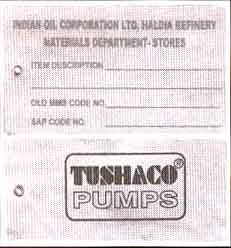 INDIAN OIL CORPORATION LTD. HALDIA REFINERY
MATERIALS DEPARTMENT- STORES
ITEM DESCRIPTION
OLD MMS CODE NO.
SAP CODE NO.
TUSHACO®
PUMPS